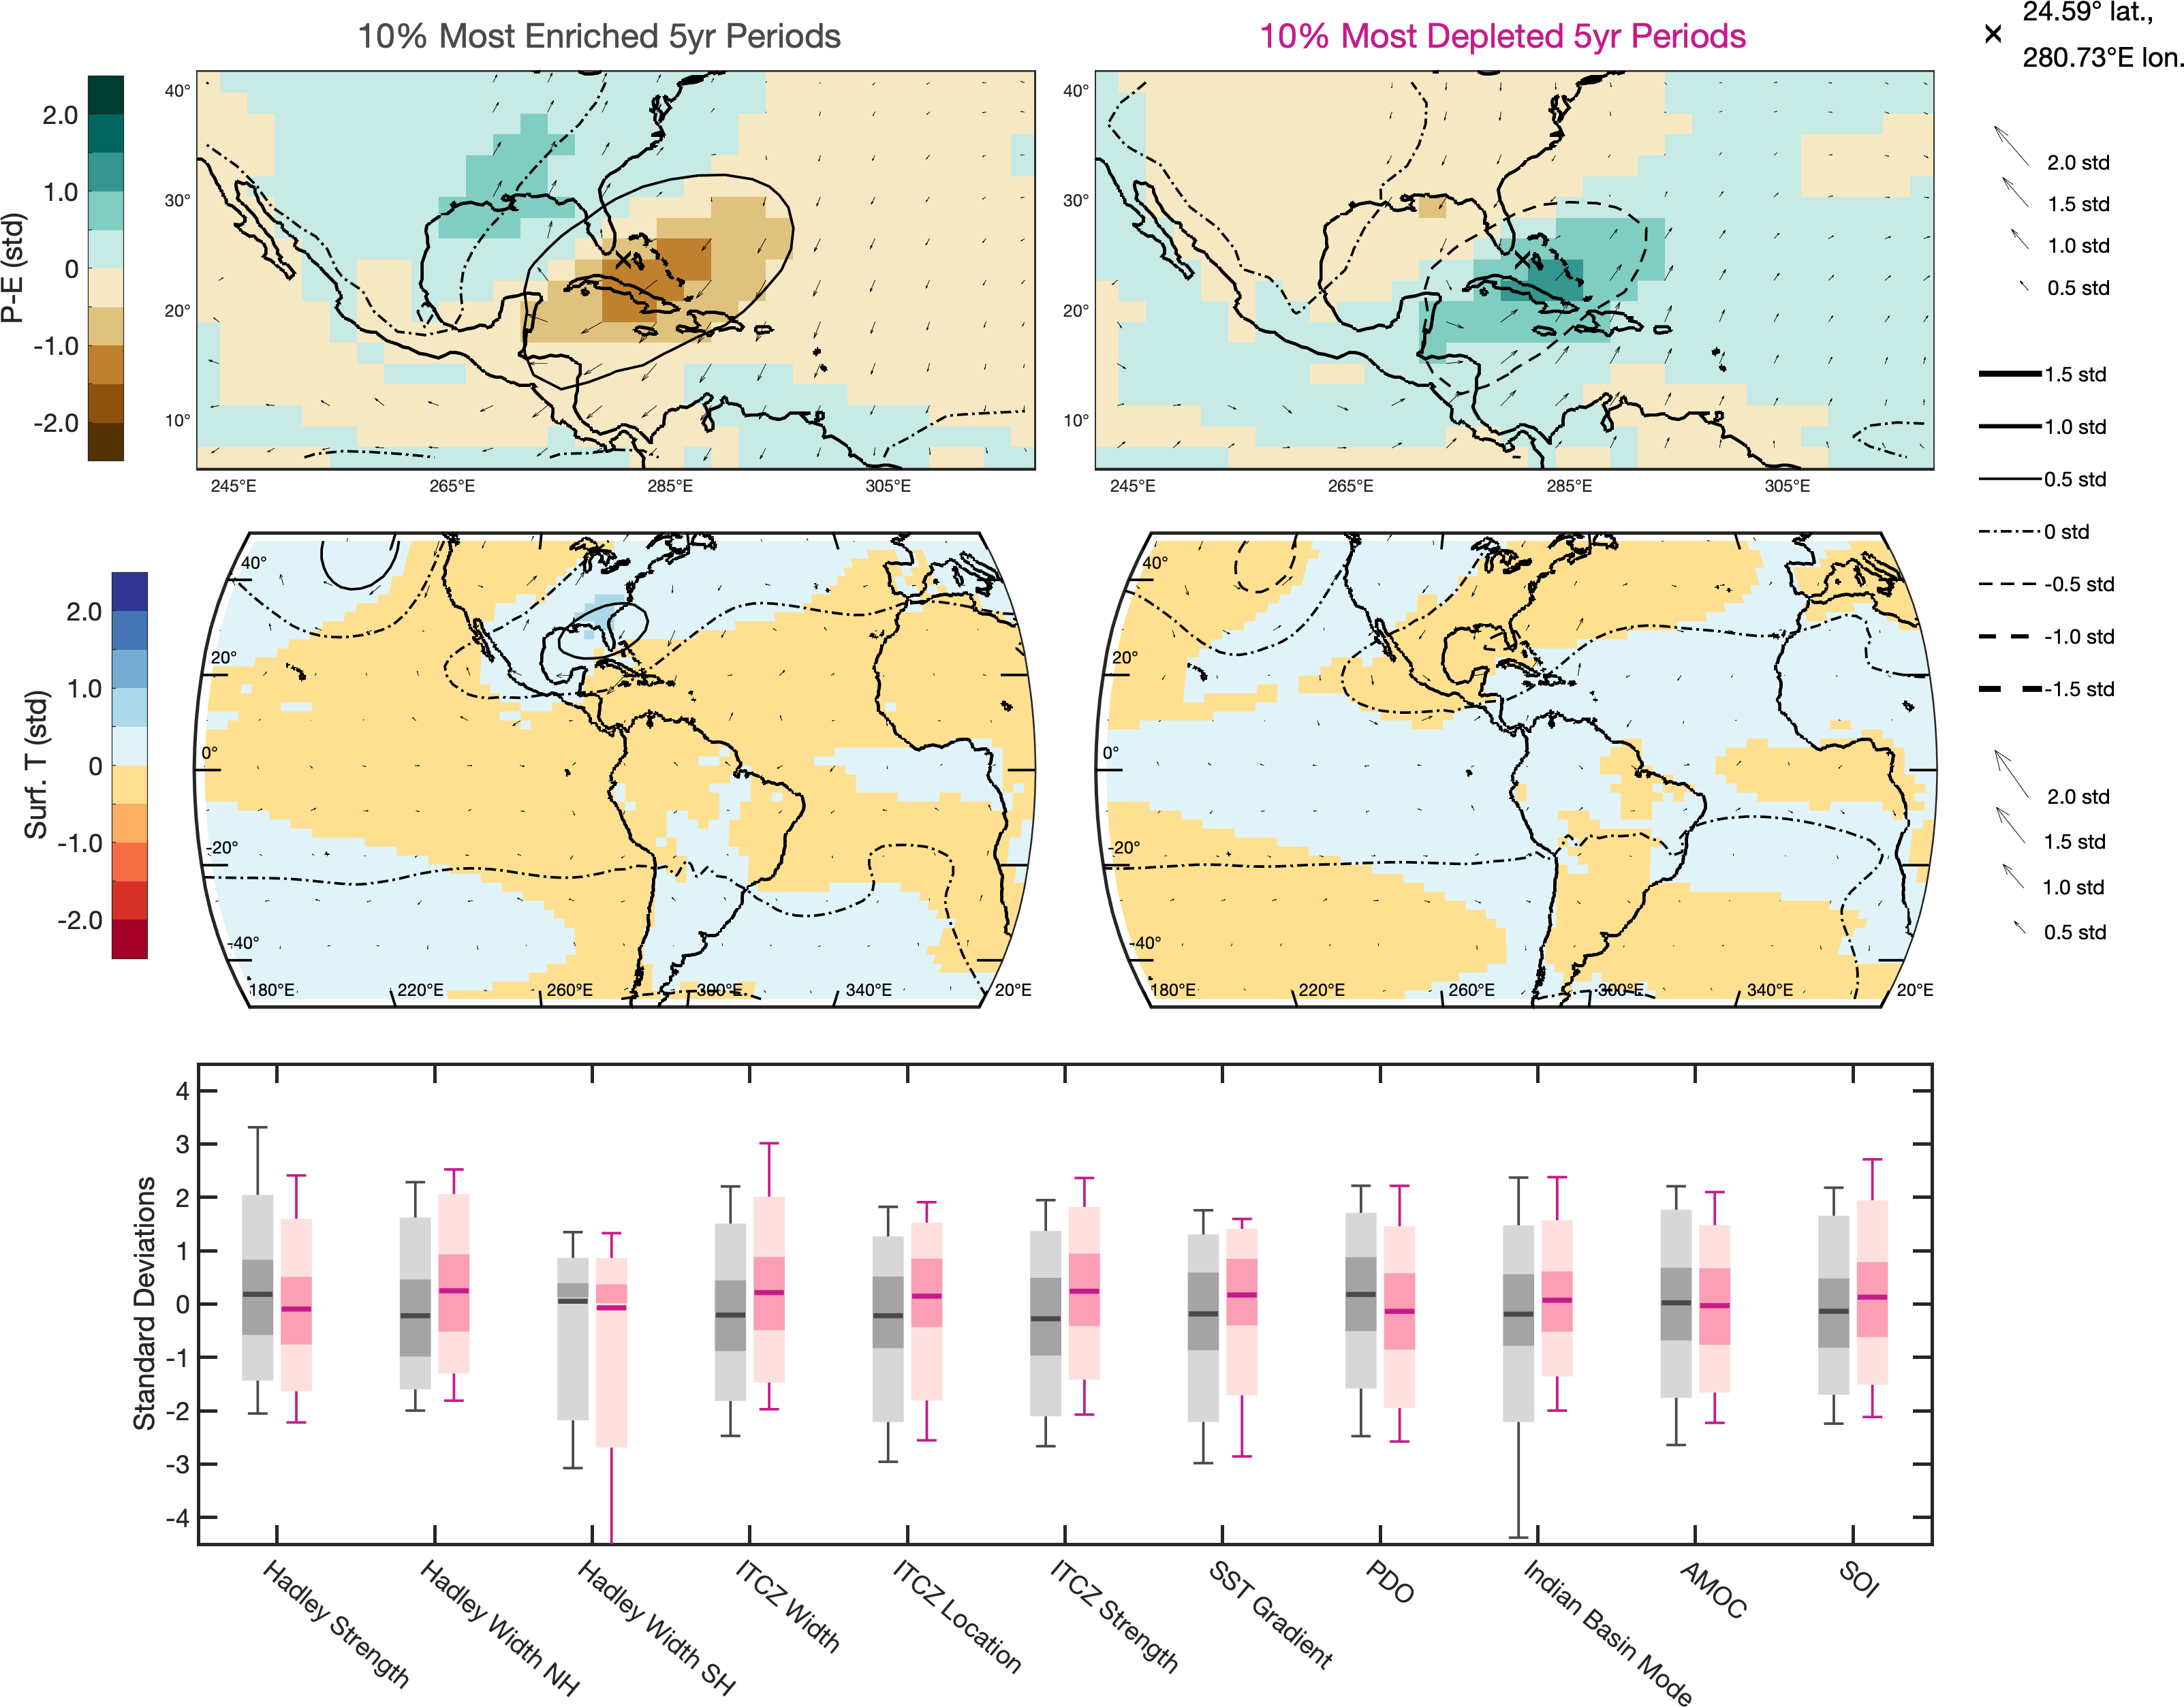 10% Most Enriched 5yr Periods
10% Most Depleted 5yr Periods
24.59° lat.,
280.73°E lon.
P-E (std)
2.0
1.0
0
-1.0
-2.0
40°
30°
20°
10°
245°E 265°E 285°E 305°E
40°
30°
20°
10°
245°E 265°E 285°E 305°E
2.0 std
1.5 std
1.0 std
0.5 std
1.5 std
1.0 std
0.5 std
0 std
-0.5 std
-1.0 std
-1.5 std
Surf. T (std)
2.0
1.0
0
-1.0
-2.0
40°
20°
0°
-20°
-40°
180°E 220°E 260°E 300°E 340°E 20°E
40°
20°
0°
-20°
-40°
180°E 220°E 260°E 300°E 340°E 20°E
2.0 std
1.5 std
1.0 std
0.5 std
Standard Deviations
4
3
2
1
0
-1
-2
-3
-4
Hadley Strength
Hadley Width NH
Hadley Width SH
ITCZ Width
ITCZ Location
ITCZ Strength
SST Gradient
PDO
Indian Basin Mode
AMOC
SOI